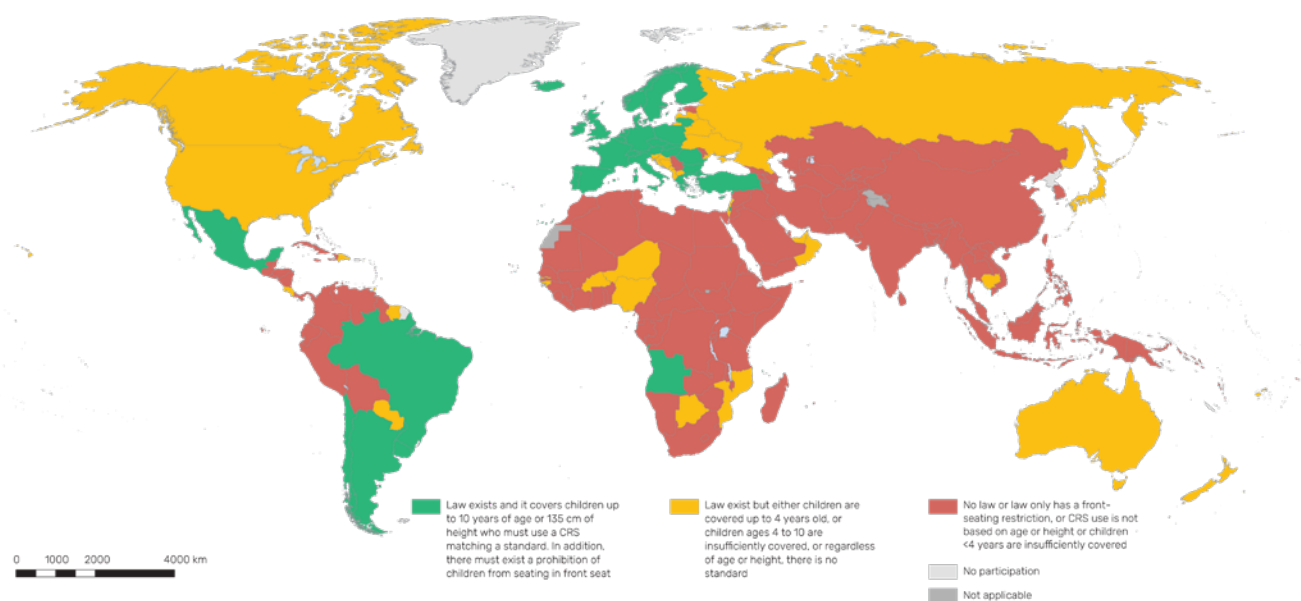 Law exists and it covers children up
to 10 years of age or 135 cm of
height who must use a CRS
matching a standard. In addition,
there must exist a prohibition of
children from seating in front seat
Law exist but either children are
covered up to 4 years old, or
children ages 4 to 10 are
insufficiently covered, or regardless
of age or height, there is no
standard
No law or law only has a front-
seating restriction, or CRS use is not
based on age or height or children
<4 years are insufficiently covered
No participation
Not applicable
0 1000 2000 4000 km